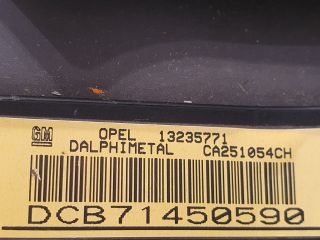 GM OPEL 13235771
DALPHIMETAL CA251054CH
DCB71450590